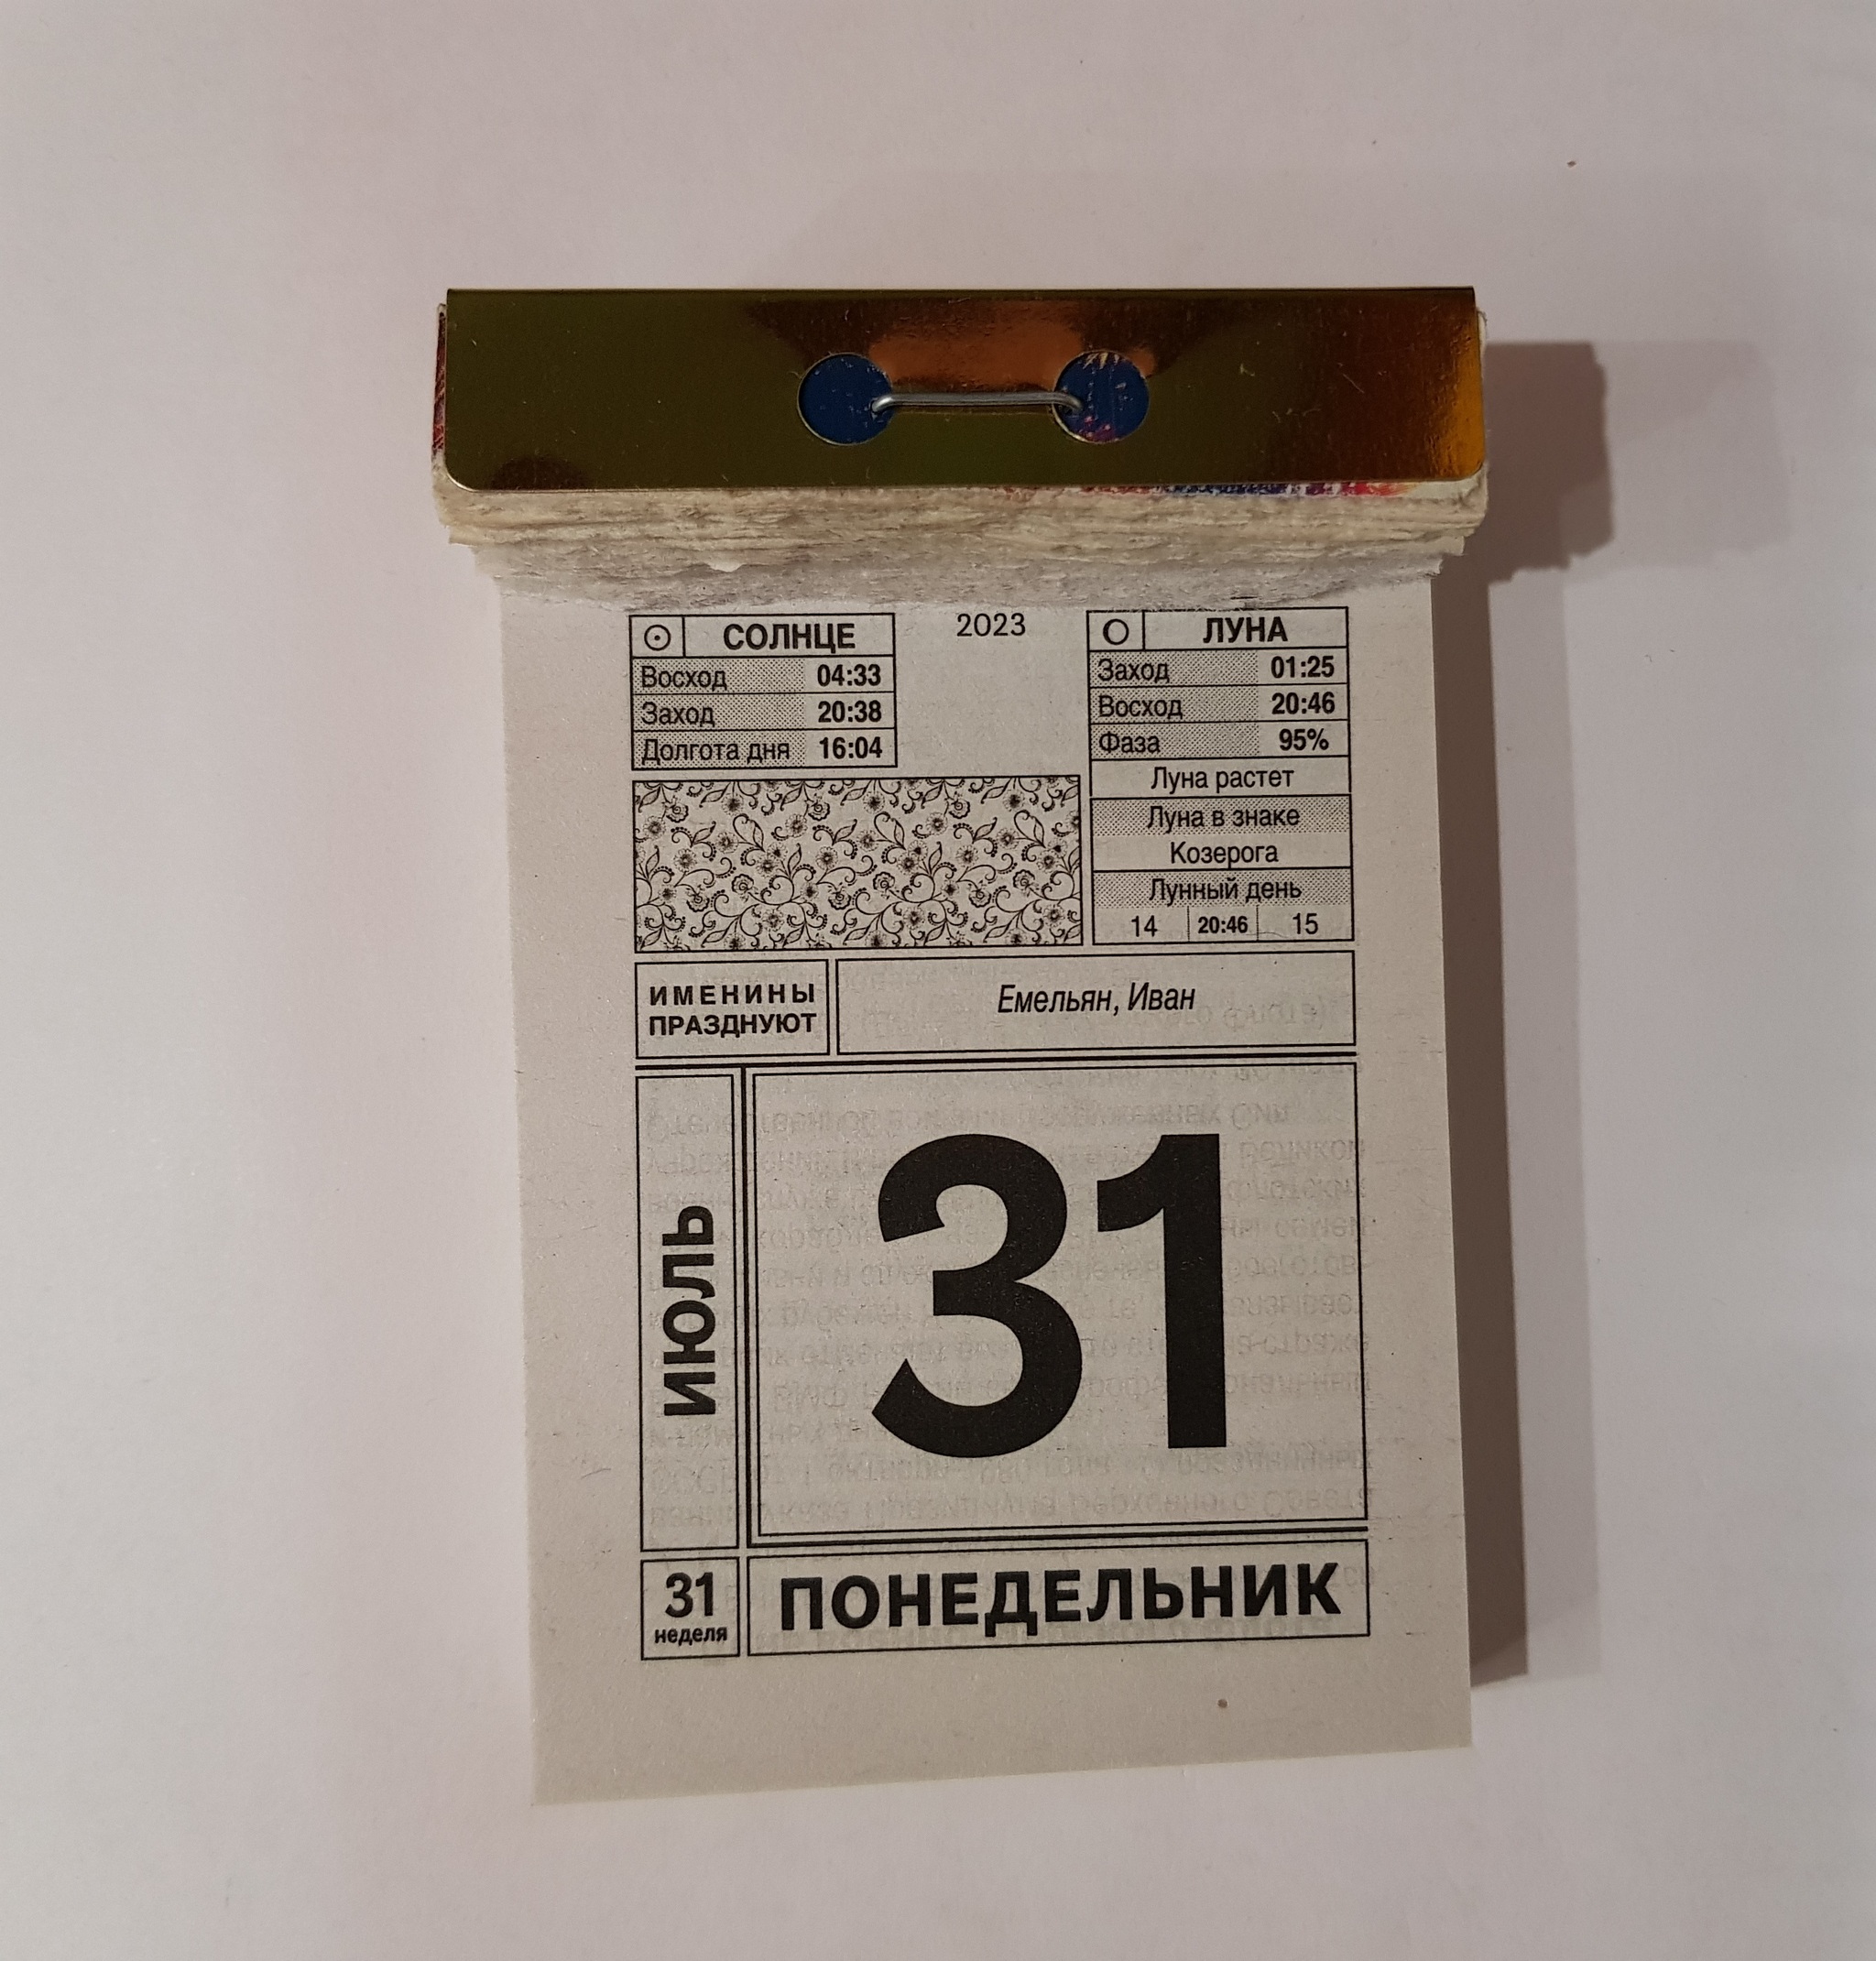 2023
СОЛНЦЕ
Восход 04:33
Заход 20:38
Долгота дня 16:04
ЛУНА
Заход 01:25
Восход 20:46
Фаза 95%
Луна растет
Луна в знаке
Козерога
Лунный день
14 20:46 15
ИМЕНИНЫ
ПРАЗДНУЮТ
Емельян, Иван
ИЮЛЬ
31
31
неделя
ПОНЕДЕЛЬНИК